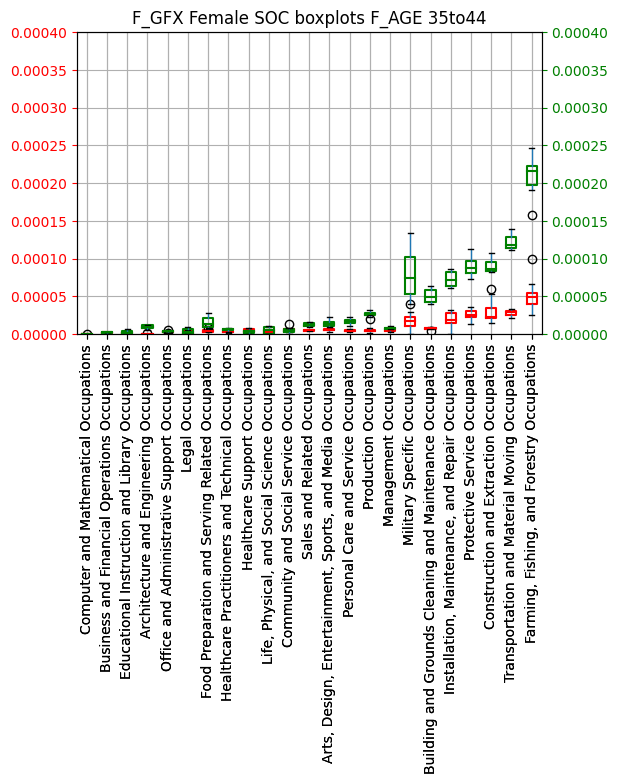 F_GFX Female SOC boxplots F_AGE 35to44
0.00040
0.00035
0.00030
0.00025
0.00020
0.00015
0.00010
0.00005
0.00000
0.00040
0.00035
0.00030
0.00025
0.00020
0.00015
0.00010
0.00005
0.00000
Computer and Mathematical Occupations
Business and Financial Operations Occupations
Educational Instruction and Library Occupations
Architecture and Engineering Occupations
Office and Administrative Support Occupations
Legal Occupations
Food Preparation and Serving Related Occupations
Healthcare Practitioners and Technical Occupations
Healthcare Support Occupations
Life, Physical, and Social Science Occupations
Community and Social Service Occupations
Sales and Related Occupations
Arts, Design, Entertainment, Sports, and Media Occupations
Personal Care and Service Occupations
Production Occupations
Management Occupations
Military Specific Occupations
Building and Grounds Cleaning and Maintenance Occupations
Installation, Maintenance, and Repair Occupations
Protective Service Occupations
Construction and Extraction Occupations
Transportation and Material Moving Occupations
Farming, Fishing, and Forestry Occupations